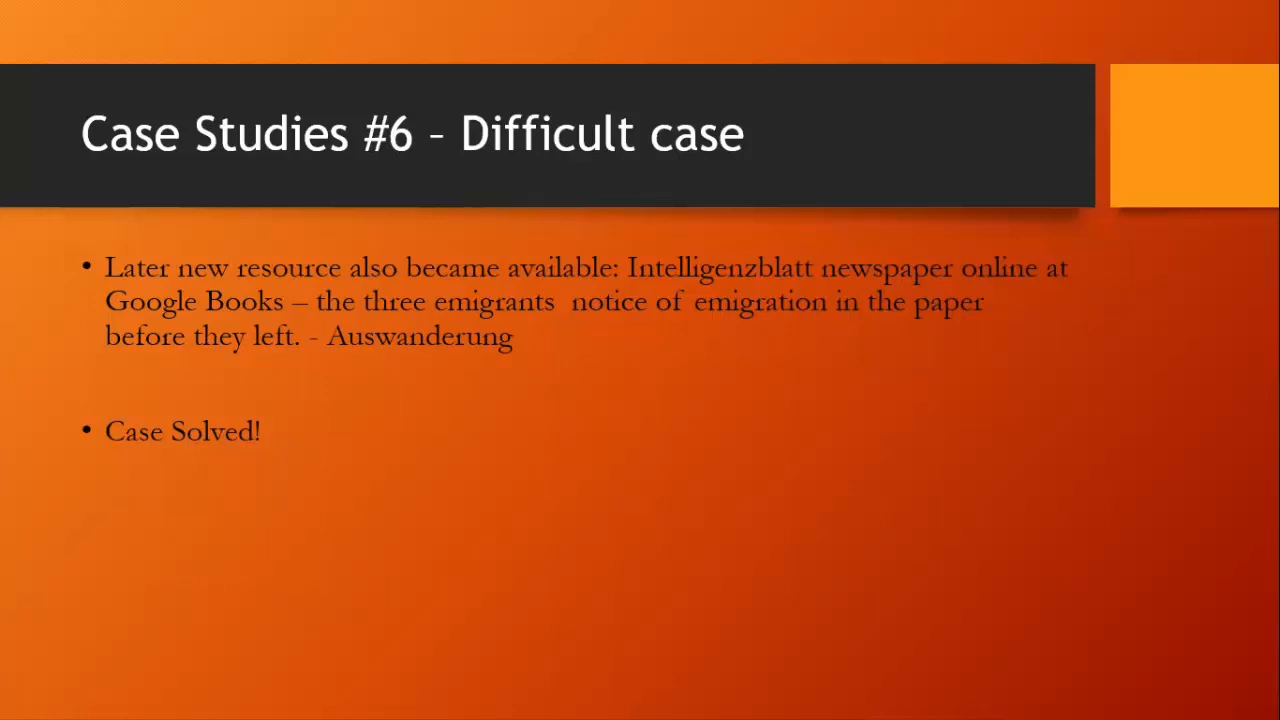 Case Studies #6 – Difficult case
• Later new resource also became available: Intelligenzblatt newspaper online at
Google Books – the three emigrants  notice of emigration in the paper
before they left. - Auswanderung
• Case Solved!